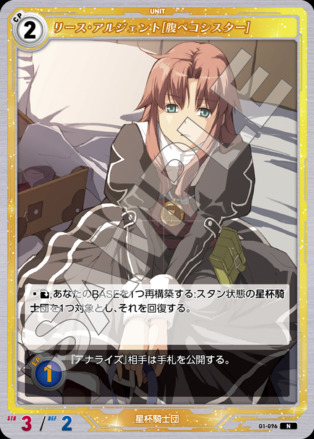 UNIT
CP
2
リース・アルジェント[腹ペコシスター]
SAMPLE
・あなたのBASEを1つ再構築する:スタン状態の星杯騎
士団を1つ対象とし、それを回復する。
1
『アナライズ』相手は手札を公開する。
ATK 3 / DEF 2
星杯騎士団
01-096 N